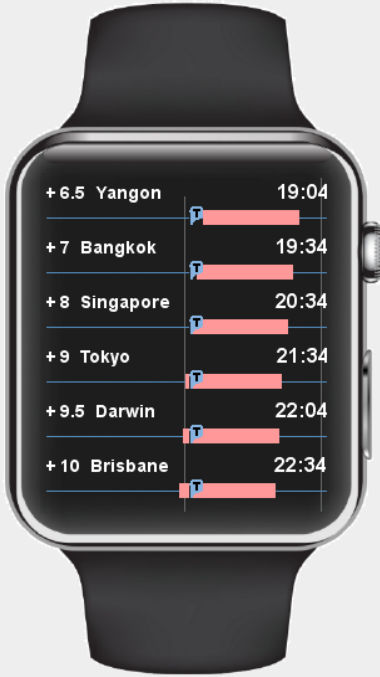 + 6.5 Yangon 19:04
T
+ 7 Bangkok 19:34
T
+ 8 Singapore 20:34
T
+ 9 Tokyo 21:34
T
+ 9.5 Darwin 22:04
T
+ 10 Brisbane 22:34
T